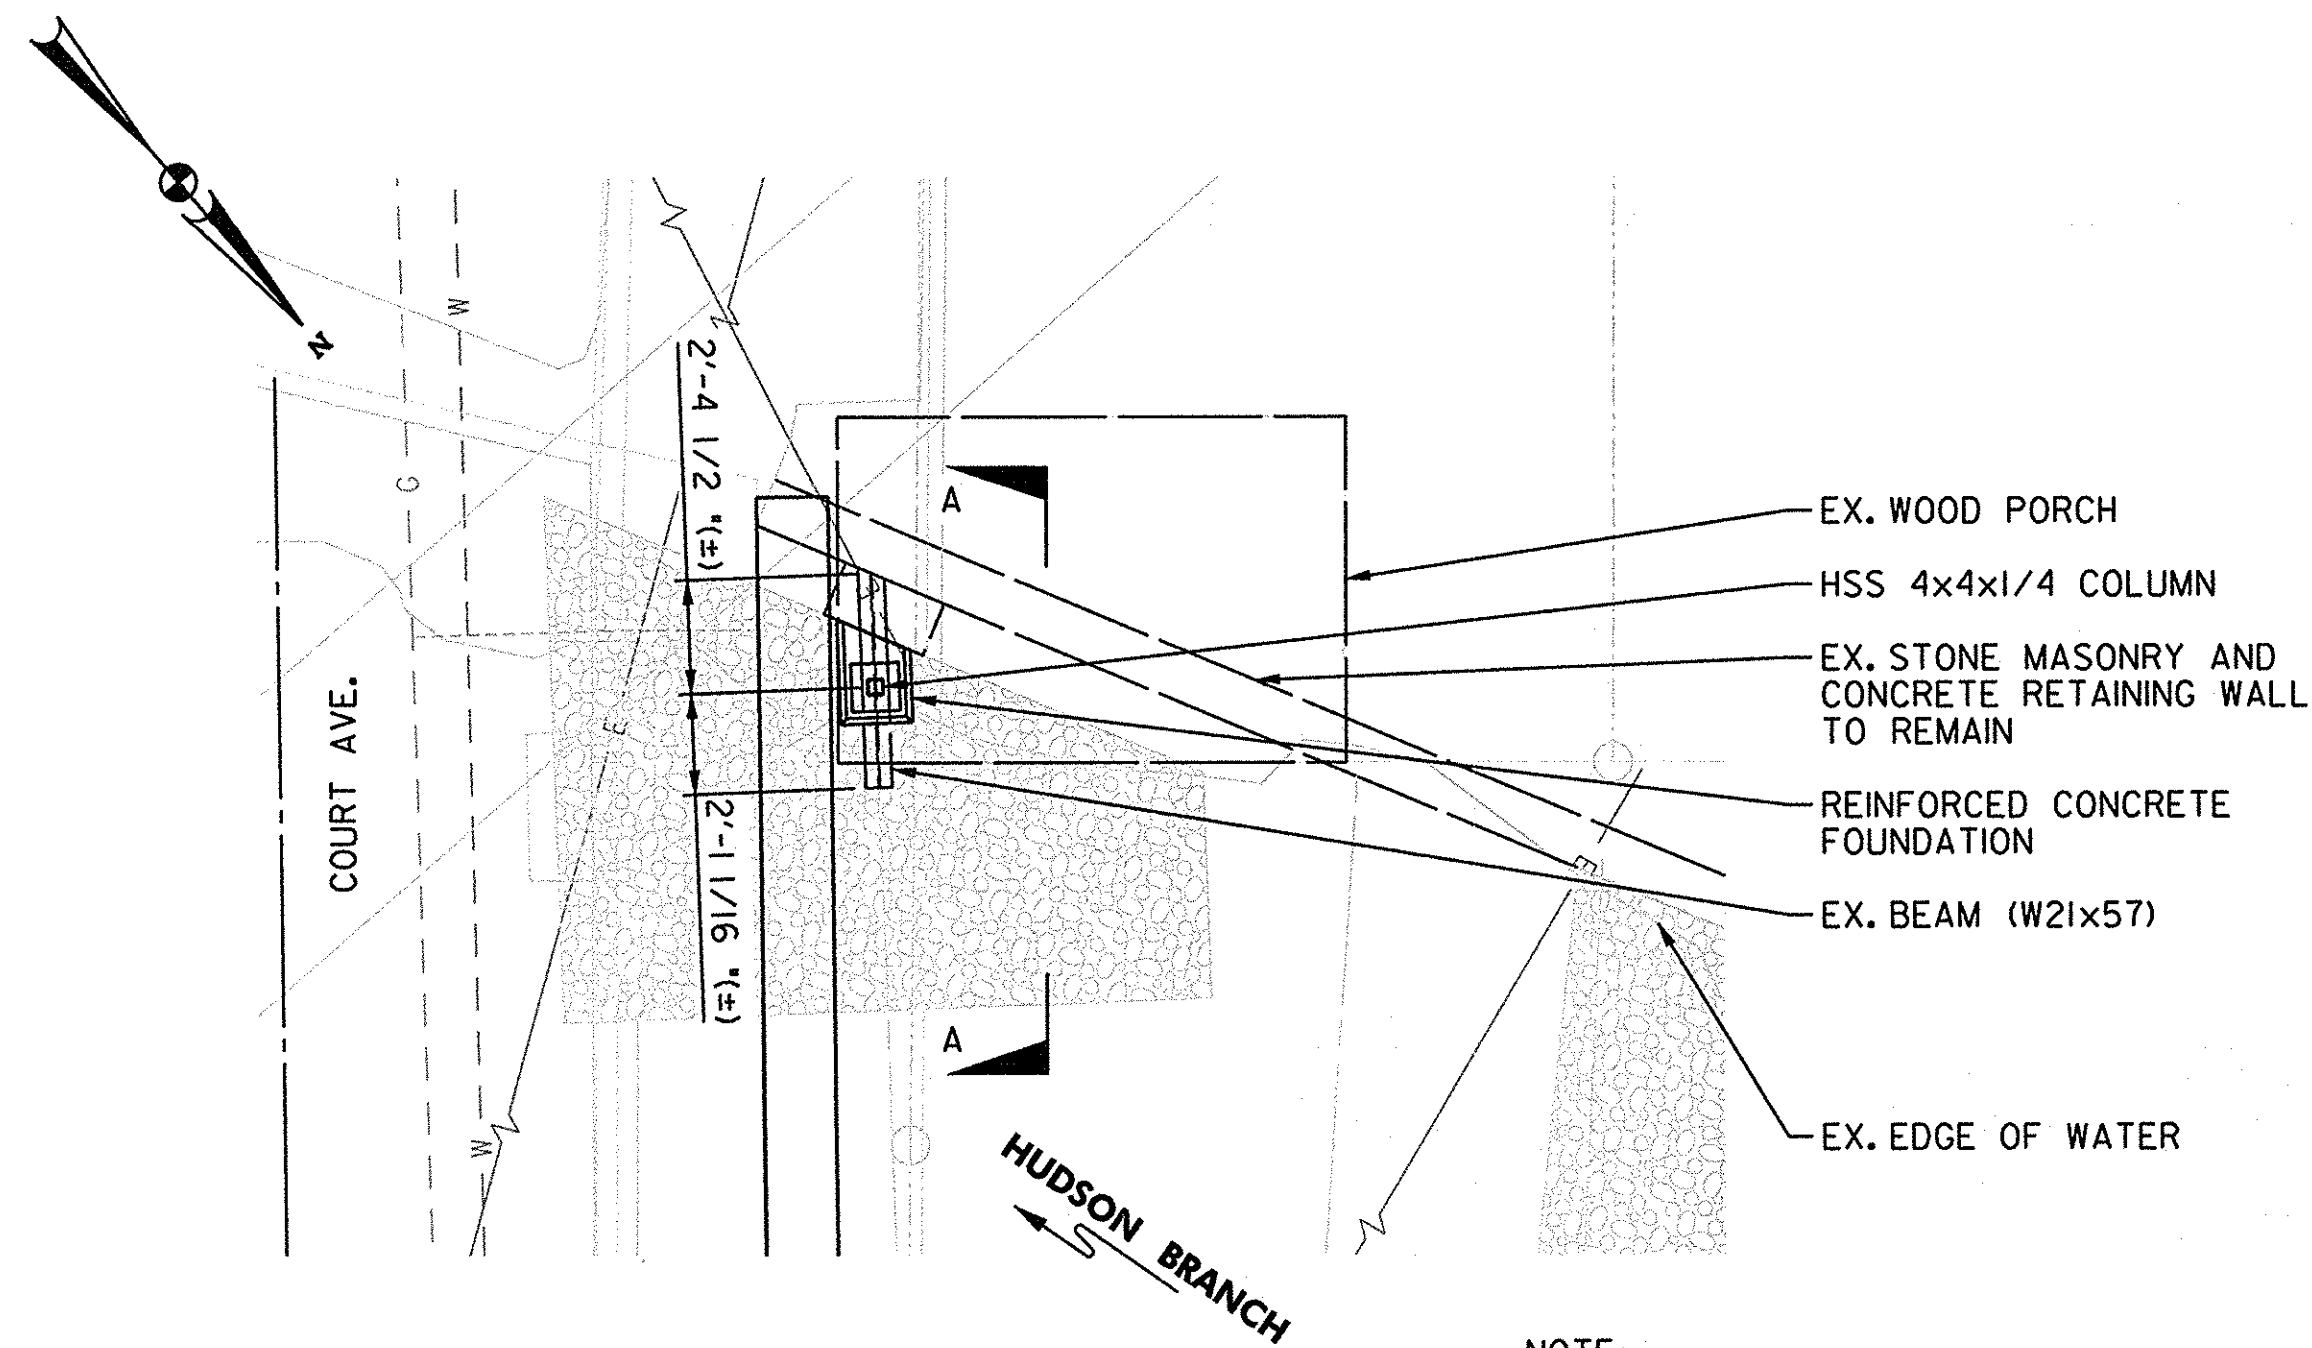 N
W
G
2'-4 1/2 "(±)
A
EX. WOOD PORCH
HSS 4x4x1/4 COLUMN
EX. STONE MASONRY AND
CONCRETE RETAINING WALL
TO REMAIN
COURT AVE.
E
2'-1 1/16 "(±)
REINFORCED CONCRETE
FOUNDATION
E
EX. BEAM (W21x57)
A
W
EX. EDGE OF WATER
HUDSON BRANCH
NOTE